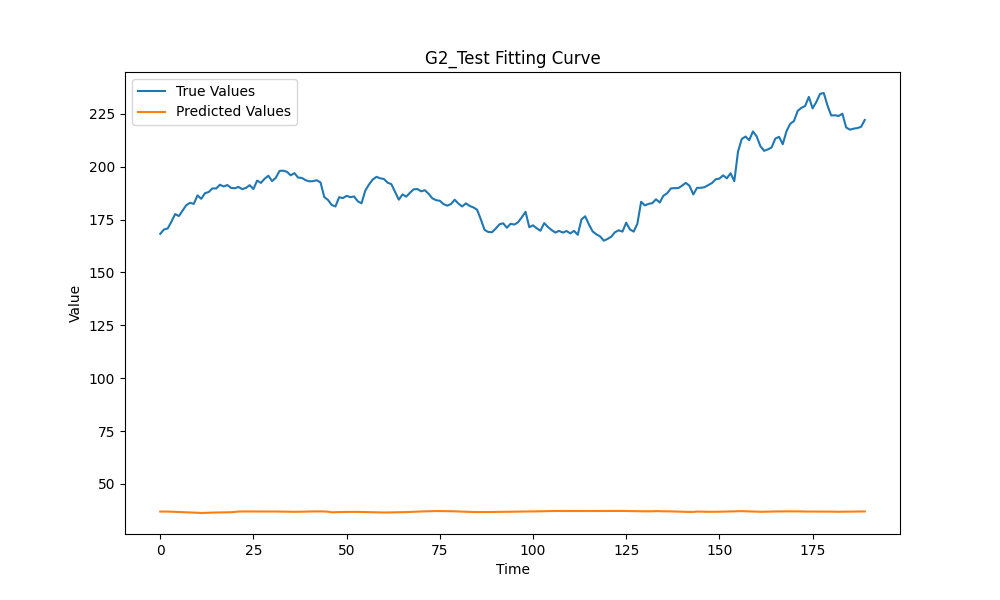 G2_Test Fitting Curve
True Values
Predicted Values
225
200
175
150
125
100
75
50
Value
0 25 50 75 100 125 150 175
Time